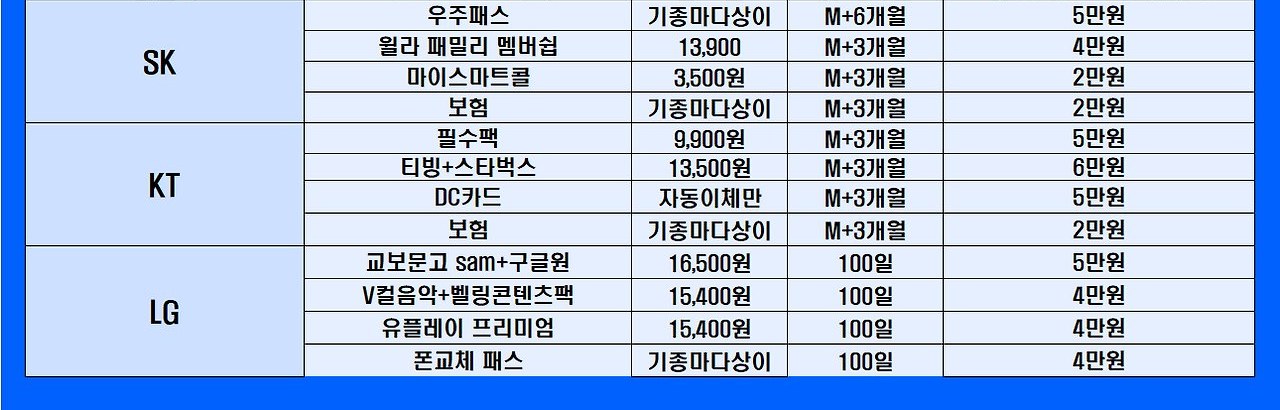 SK
우주패스 기종마다상이 M+6개월 5만원
윌라 패밀리 멤버쉽 13,900 M+3개월 4만원
마이스마트콜 3,500원 M+3개월 2만원
보험 기종마다상이 M+3개월 2만원
KT
필수팩 9,900원 M+3개월 5만원
티빙+스타벅스 13,500원 M+3개월 6만원
DC카드 자동이체만 M+3개월 5만원
보험 기종마다상이 M+3개월 2만원
LG
교보문고 sam+구글원 16,500원 100일 5만원
V컬음악+벨링콘텐츠팩 15,400원 100일 4만원
유플레이 프리미엄 15,400원 100일 4만원
폰교체 패스 기종마다상이 100일 4만원